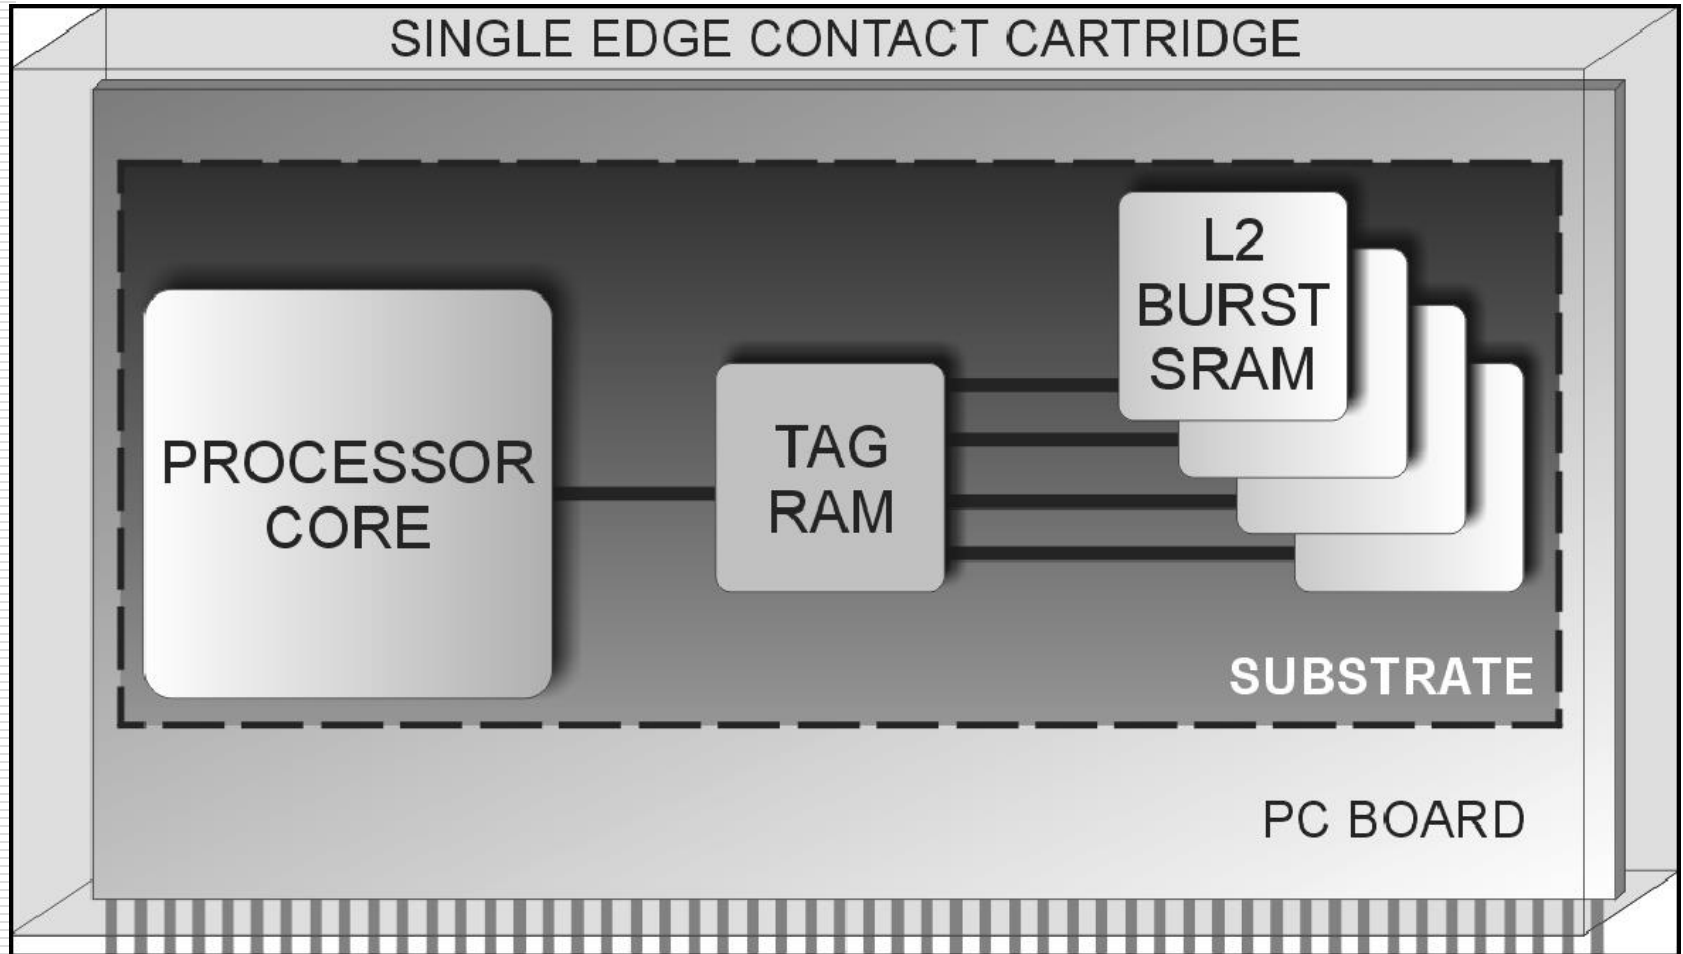 SINGLE EDGE CONTACT CARTRIDGE
L2
BURST
SRAM
PROCESSOR
CORE
TAG
RAM
SUBSTRATE
PC BOARD